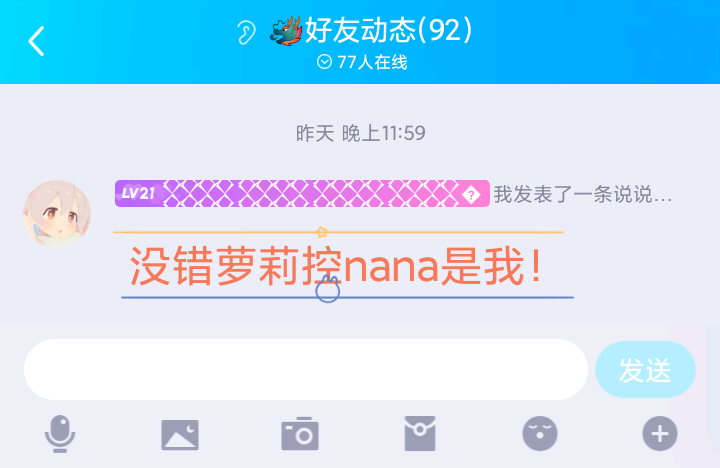 好友动态(92)
77人在线
昨天 晚上11:59
LV21 ? 我发表了一条说说...
没错萝莉控nana是我！
发送